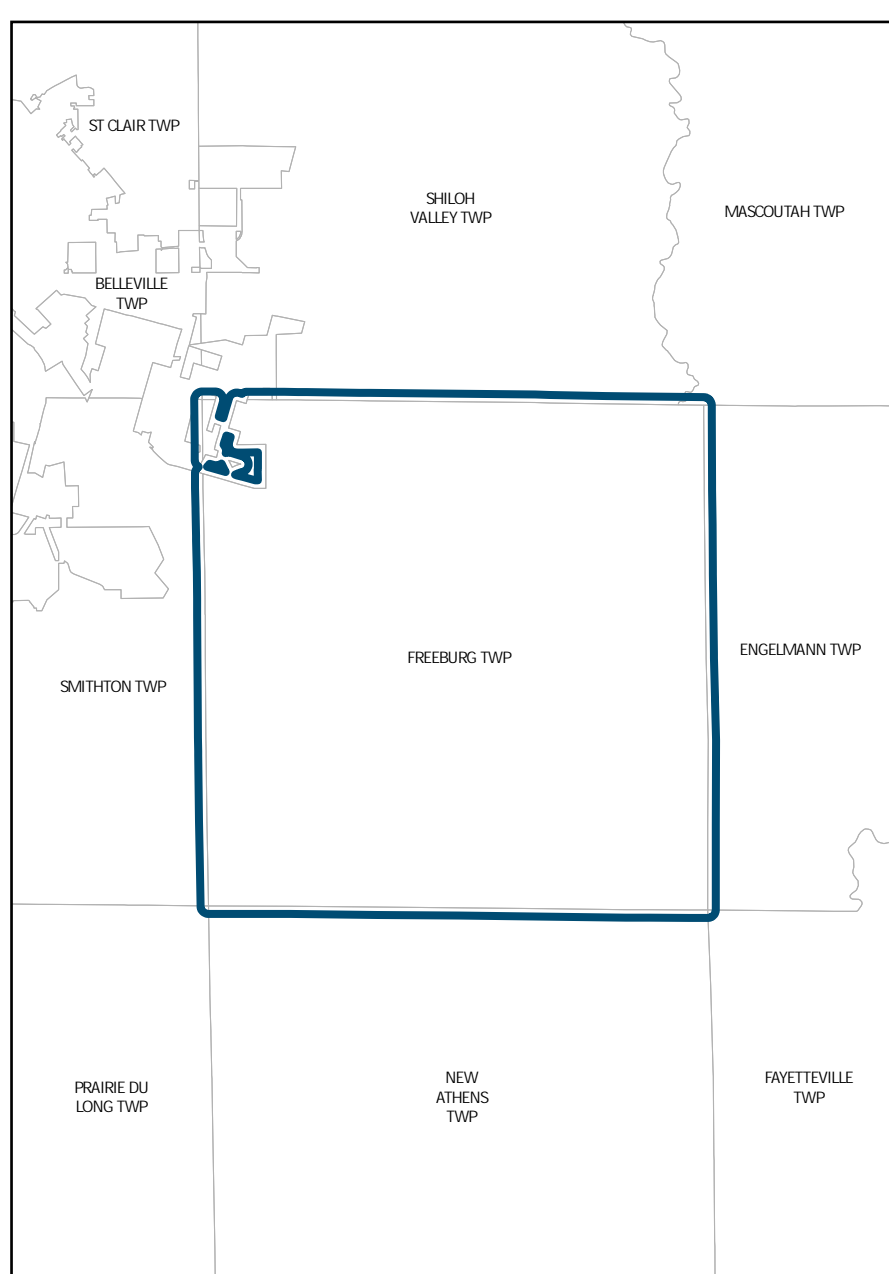 ST CLAIR TWP
SHILOH
VALLEY TWP
MASCOUTAH TWP
BELLEVILLE
TWP
FREEBURG TWP
ENGELMANN TWP
SMITHTON TWP
PRAIRIE DU
LONG TWP
NEW
ATHENS
TWP
FAYETTEVILLE
TWP